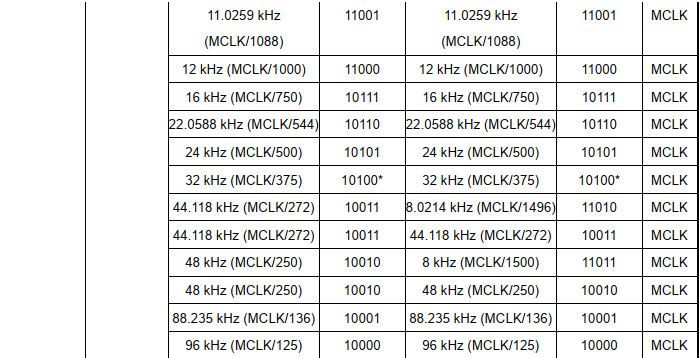 11.0259 kHz 11001 11.0259 kHz 11001 MCLK
(MCLK/1088) (MCLK/1088)
12 kHz (MCLK/1000) 11000 12 kHz (MCLK/1000) 11000 MCLK
16 kHz (MCLK/750) 10111 16 kHz (MCLK/750) 10111 MCLK
22.0588 kHz (MCLK/544) 10110 22.0588 kHz (MCLK/544) 10110 MCLK
24 kHz (MCLK/500) 10101 24 kHz (MCLK/500) 10101 MCLK
32 kHz (MCLK/375) 10100* 32 kHz (MCLK/375) 10100* MCLK
44.118 kHz (MCLK/272) 10011 8.0214 kHz (MCLK/1496) 11010 MCLK
44.118 kHz (MCLK/272) 10011 44.118 kHz (MCLK/272) 10011 MCLK
48 kHz (MCLK/250) 10010 8 kHz (MCLK/1500) 11011 MCLK
48 kHz (MCLK/250) 10010 48 kHz (MCLK/250) 10010 MCLK
88.235 kHz (MCLK/136) 10001 88.235 kHz (MCLK/136) 10001 MCLK
96 kHz (MCLK/125) 10000 96 kHz (MCLK/125) 10000 MCLK